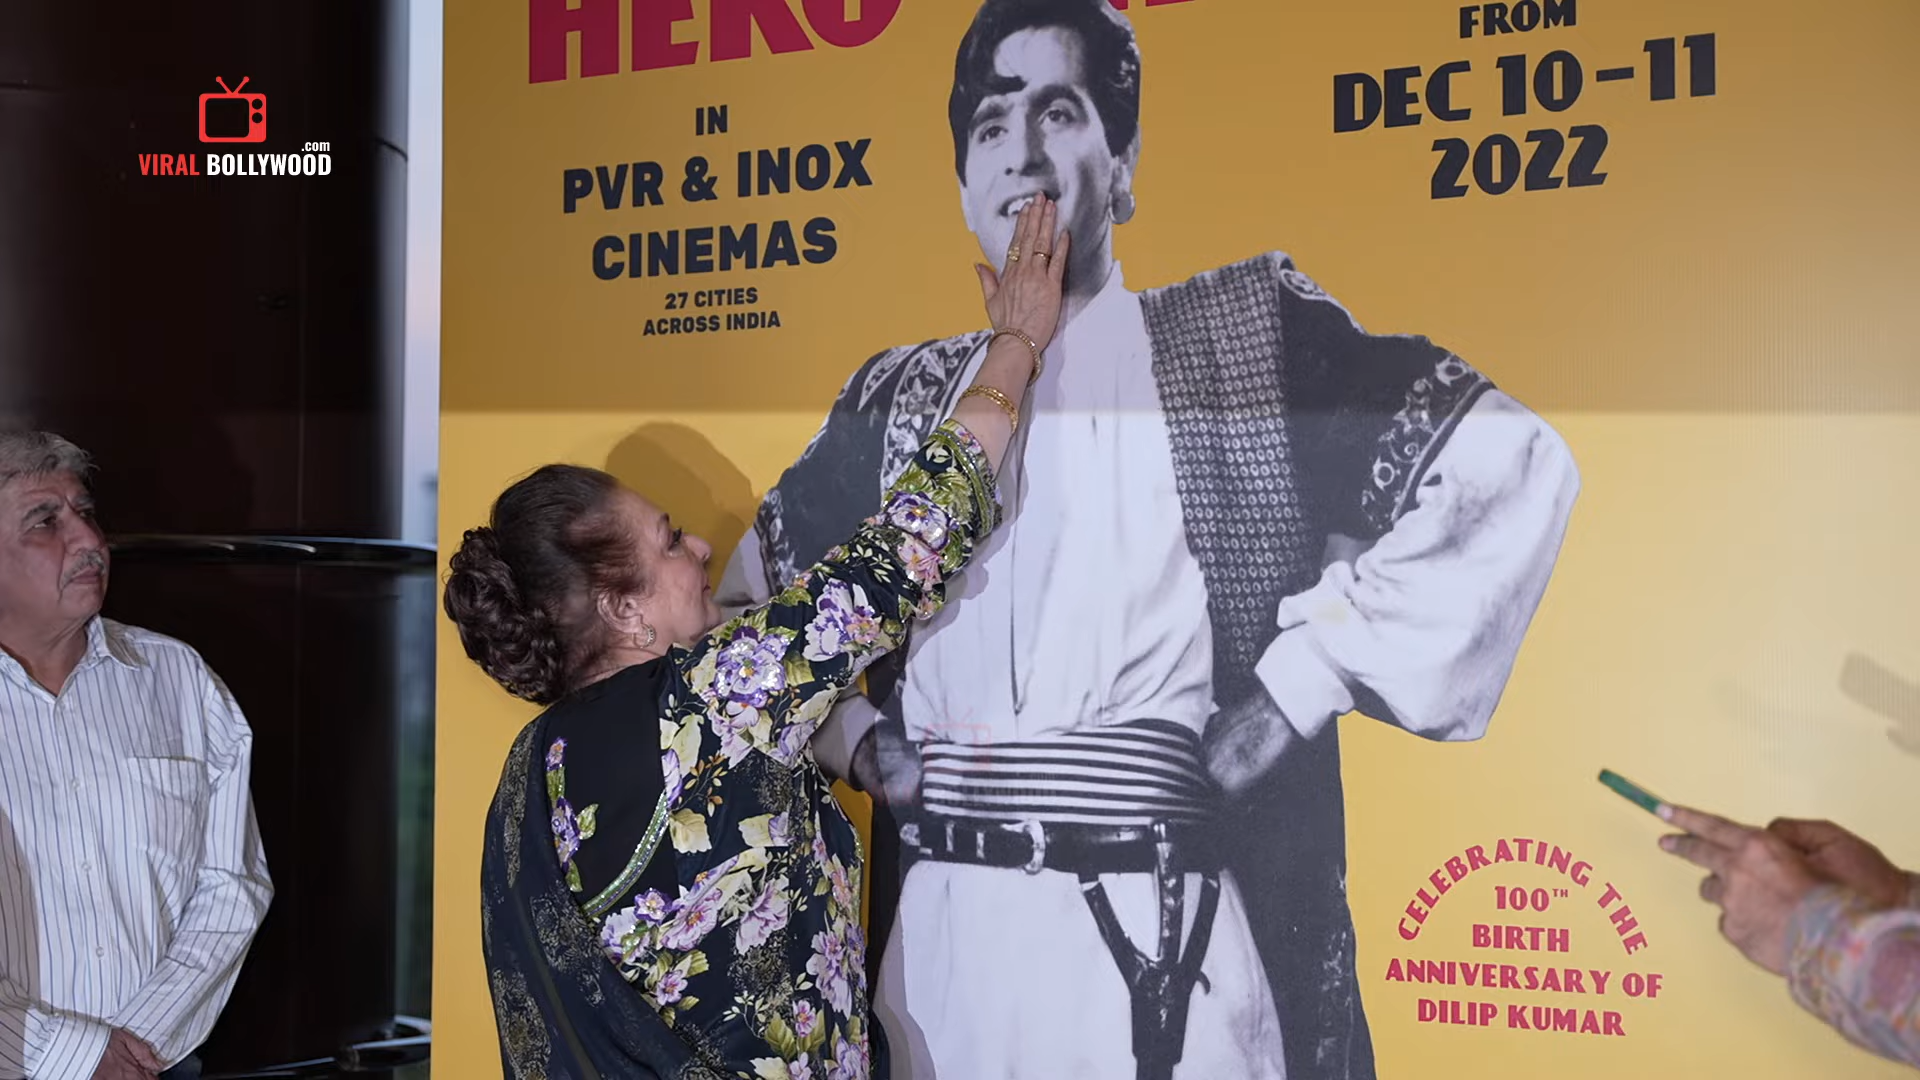 HERO
IN
PVR & INOX
CINEMAS
27 CITIES
ACROSS INDIA
FROM
DEC 10-11
2022
CELEBRATING THE
100TH
BIRTH
ANNIVERSARY OF
DILIP KUMAR
.com
VIRAL BOLLYWOOD